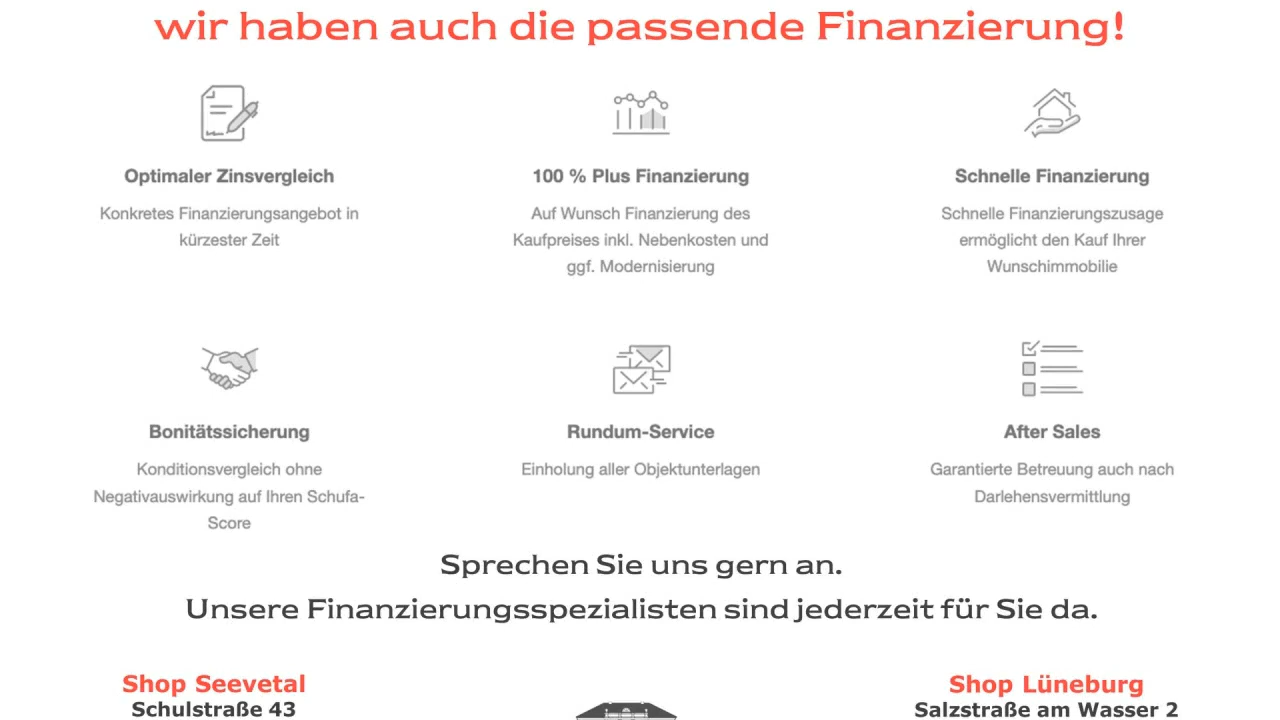 wir haben auch die passende Finanzierung!
Optimaler Zinsvergleich
Konkretes Finanzierungsangebot in
kürzester Zeit
100 % Plus Finanzierung
Auf Wunsch Finanzierung des
Kaufpreises inkl. Nebenkosten und
ggf. Modernisierung
Schnelle Finanzierung
Schnelle Finanzierungszusage
ermöglicht den Kauf Ihrer
Wunschimmobilie
Bonitätssicherung
Konditionsvergleich ohne
Negativauswirkung auf Ihren Schufa-
Score
Rundum-Service
Einholung aller Objektunterlagen
After Sales
Garantierte Betreuung auch nach
Darlehensvermittlung
Sprechen Sie uns gern an.
Unsere Finanzierungsspezialisten sind jederzeit für Sie da.
Shop Seevetal
Schulstraße 43
Shop Lüneburg
Salzstraße am Wasser 2